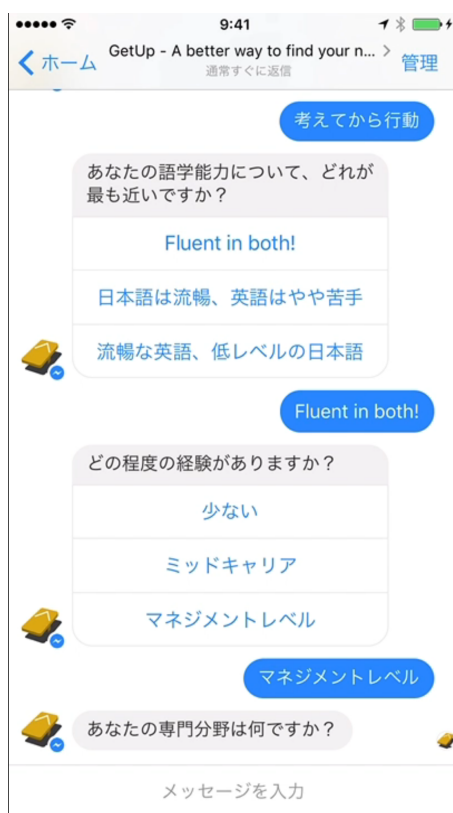 9:41
ホーム
GetUp - A better way to find your n...
通常すぐに返信
管理
考えてから行動
あなたの語学能力について、どれが
最も近いですか？
Fluent in both!
日本語は流暢、英語はやや苦手
流暢な英語、低レベルの日本語
Fluent in both!
どの程度の経験がありますか？
少ない
ミッドキャリア
マネジメントレベル
マネジメントレベル
あなたの専門分野は何ですか？
メッセージを入力